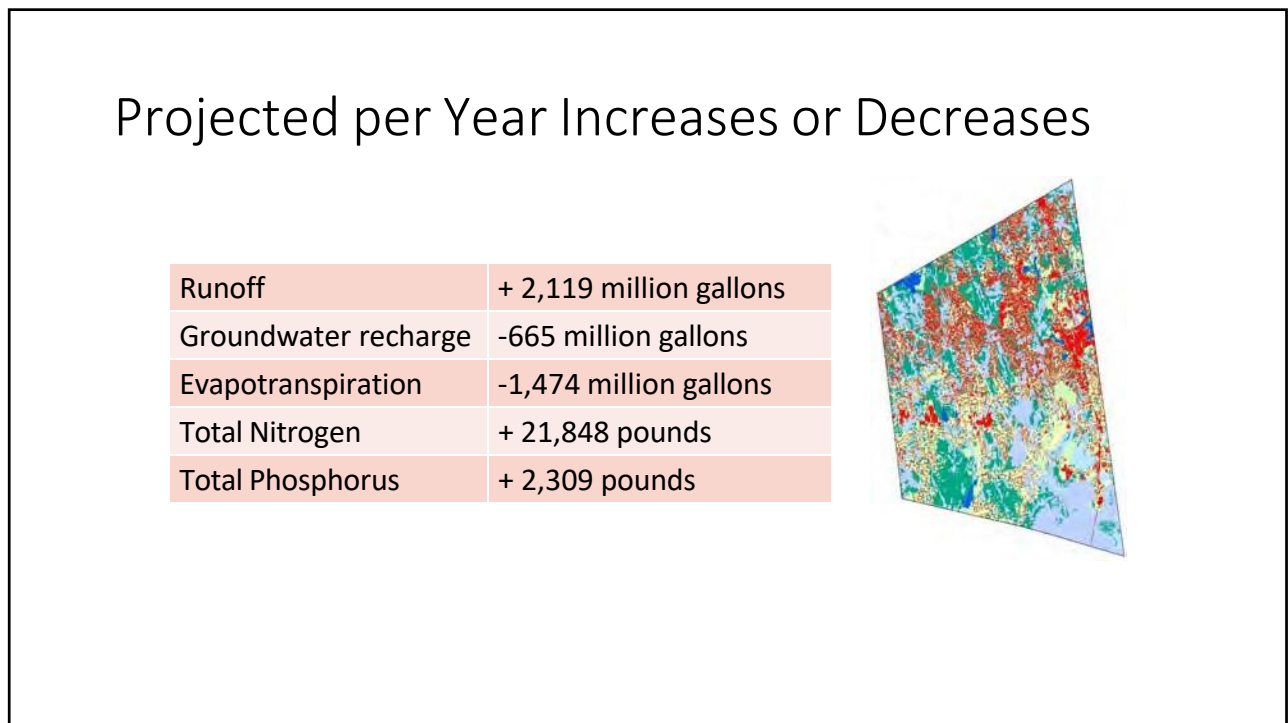 Projected per Year Increases or Decreases
Runoff + 2,119 million gallons
Groundwater recharge -665 million gallons
Evapotranspiration -1,474 million gallons
Total Nitrogen + 21,848 pounds
Total Phosphorus + 2,309 pounds